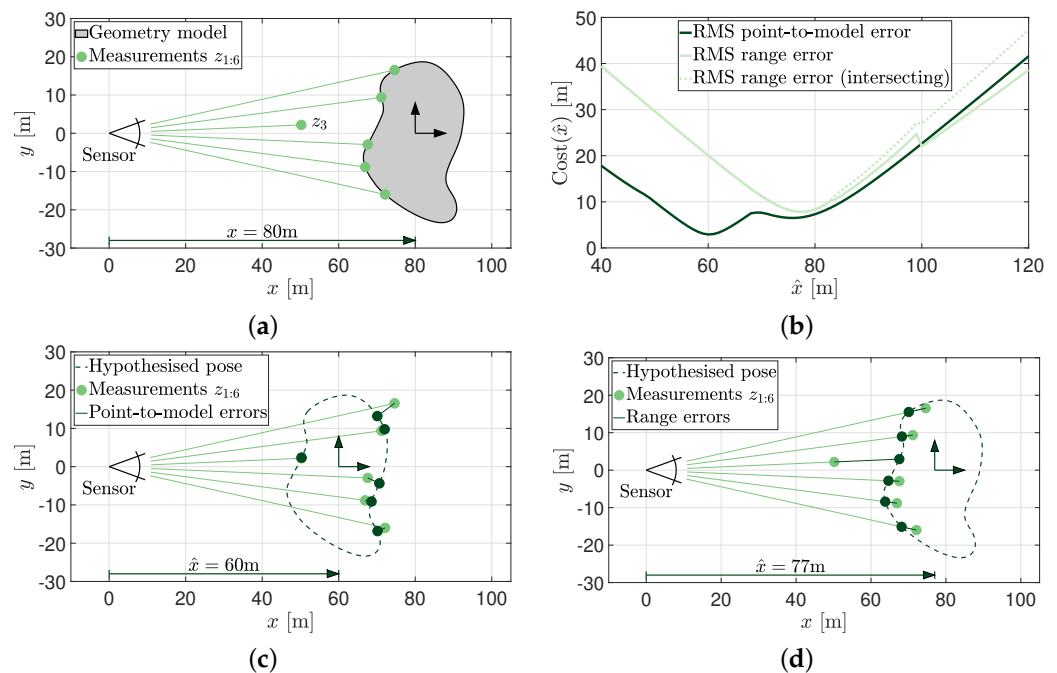 Geometry model
Measurements z₁:₆
z₃
Sensor
x = 80m
30
20
10
0
-10
-20
-30
y [m]
0 20 40 60 80 100
x [m]
(a)
RMS point-to-model error
RMS range error
RMS range error (intersecting)
50
40
30
20
10
0
Cost(x̂) [m]
40 60 80 100 120
x̂ [m]
(b)
Hypothesised pose
Measurements z₁:₆
Point-to-model errors
Sensor
x̂ = 60m
30
20
10
0
-10
-20
-30
y [m]
0 20 40 60 80 100
x [m]
(c)
Hypothesised pose
Measurements z₁:₆
Range errors
Sensor
x̂ = 77m
30
20
10
0
-10
-20
-30
y [m]
0 20 40 60 80 100
x [m]
(d)